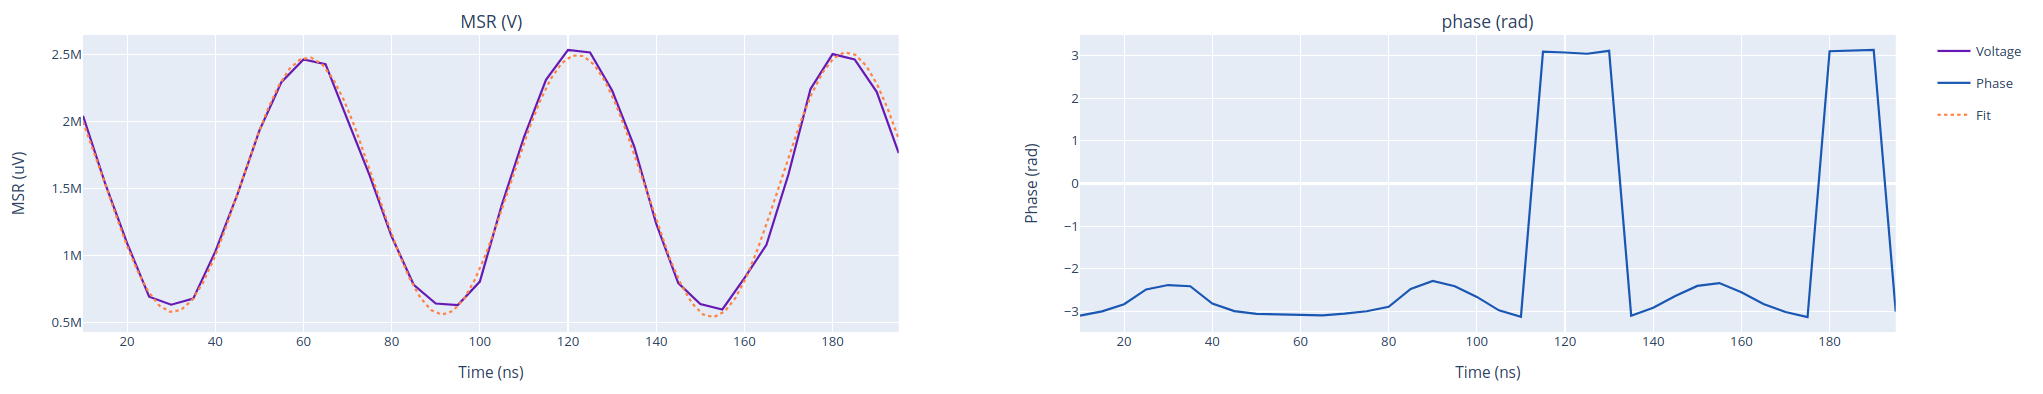 MSR (V)
2.5M
2M
1.5M
1M
0.5M
MSR (uV)
20 40 60 80 100 120 140 160 180
Time (ns)
phase (rad)
3
2
1
0
−1
−2
−3
Phase (rad)
20 40 60 80 100 120 140 160 180
Time (ns)
Voltage
Phase
Fit